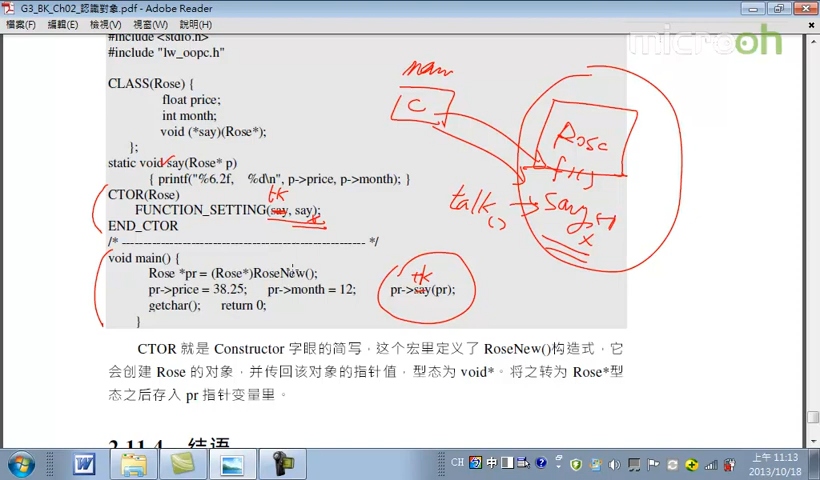 G3_BK_Ch02_認識對象.pdf - Adobe Reader
檔案(F) 編輯(E) 檢視(V) 視窗(W) 說明(H)
microoh
#include <stdio.h>
#include "lw_oopc.h"
CLASS(Rose) {
float price;
int month;
void (*say)(Rose*);
};
static void say(Rose* p)
{ printf("%6.2f, %d\n", p->price, p->month); }
CTOR(Rose)
tk
FUNCTION_SETTING(say, say);
END_CTOR
/* ---------------------------------------------- */
void main() {
Rose *pr = (Rose*)RoseNew();
tk
pr->price = 38.25; pr->month = 12; pr->say(pr);
getchar(); return 0;
}
C
Rose
talk()
say
x
CTOR 就是 Constructor 字眼的简写，这个宏里定义了 RoseNew()构造式，它
会创建 Rose 的对象，并传回该对象的指针值，型态为 void*。将之转为 Rose*型
态之后存入 pr 指针变量里。
2.11.4 结语
CH
上午 11:13
2013/10/18